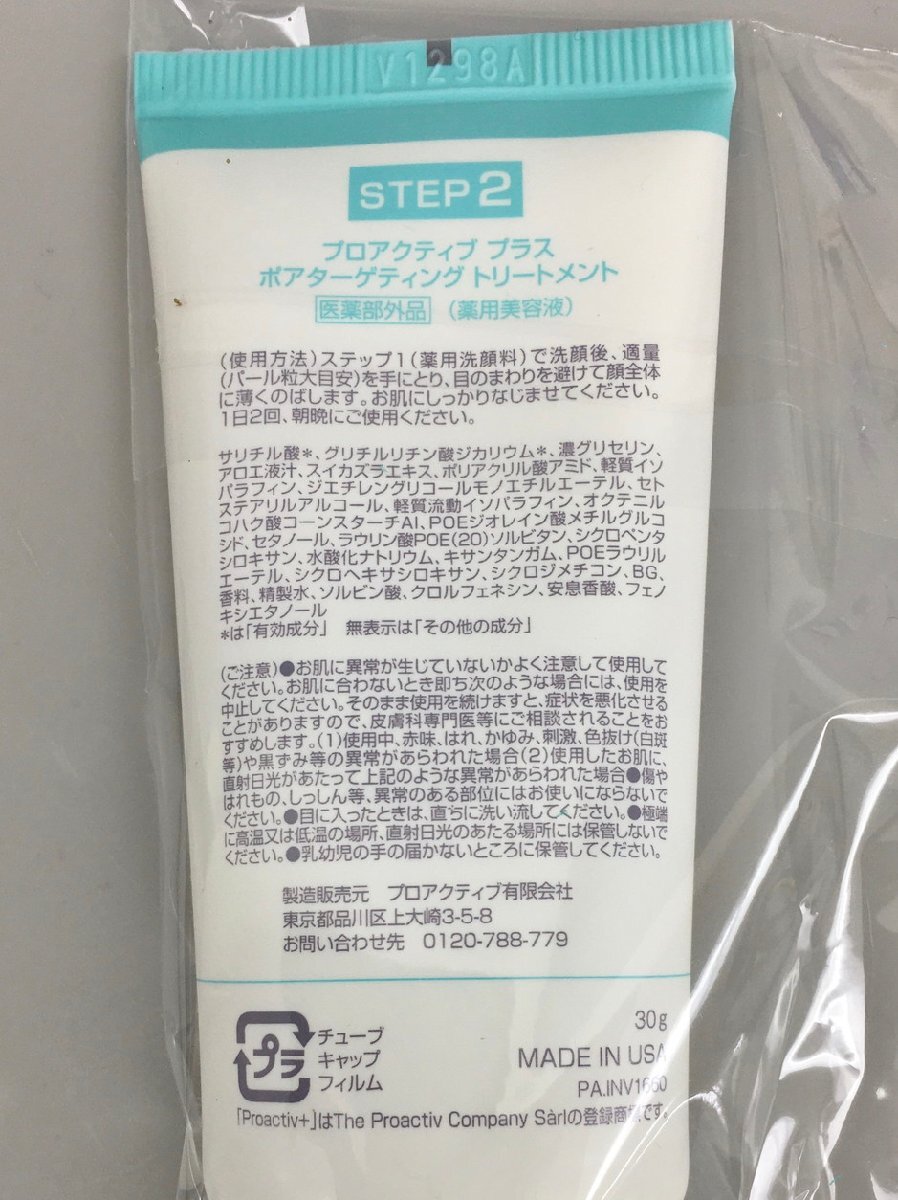 V1298A
STEP 2
プロアクティブ プラス
ポアターゲティング トリートメント
医薬部外品 (薬用美容液)
(使用方法)ステップ1(薬用洗顔料)で洗顔後、適量
(パール粒大目安)を手にとり、目のまわりを避けて顔全体
に薄くのばします。お肌にしっかりなじませてください。
1日2回、朝晩にご使用ください。
サリチル酸*、グリチルリチン酸ジカリウム*、濃グリセリン、
アロエ液汁、スイカズラエキス、ポリアクリル酸アミド、軽質イソ
パラフィン、ジエチレングリコールモノエチルエーテル、セト
ステアリルアルコール、軽質流動イソパラフィン、オクテニル
コハク酸コーンスターチAl、POEジオレイン酸メチルグルコ
シド、セタノール、ラウリン酸POE(20)ソルビタン、シクロペンタ
シロキサン、水酸化ナトリウム、キサンタンガム、POEラウリル
エーテル、シクロヘキサシロキサン、シクロジメチコン、BG、
香料、精製水、ソルビン酸、クロルフェネシン、安息香酸、フェノ
キシエタノール
*は「有効成分」 無表示は「その他の成分」
(ご注意)●お肌に異常が生じていないかよく注意して使用して
ください。お肌に合わないとき即ち次のような場合には、使用を
中止してください。そのまま使用を続けますと、症状を悪化させる
ことがありますので、皮膚科専門医等にご相談されることをお
すすめします。(1)使用中、赤味、はれ、かゆみ、刺激、色抜け(白斑
等)や黒ずみ等の異常があらわれた場合(2)使用したお肌に、
直射日光があたって上記のような異常があらわれた場合●傷や
はれもの、しっしん等、異常のある部位にはお使いにならないで
ください。●目に入ったときは、直ちに洗い流してください。●極端
に高温又は低温の場所、直射日光のあたる場所には保管しないで
ください。●乳幼児の手の届かないところに保管してください。
製造販売元 プロアクティブ有限会社
東京都品川区上大崎3-5-8
お問い合わせ先 0120-788-779
プラ
チューブ
キャップ
フィルム
30g
MADE IN USA
PA.INV1660
「Proactiv+」はThe Proactiv Company Sàrlの登録商標です。